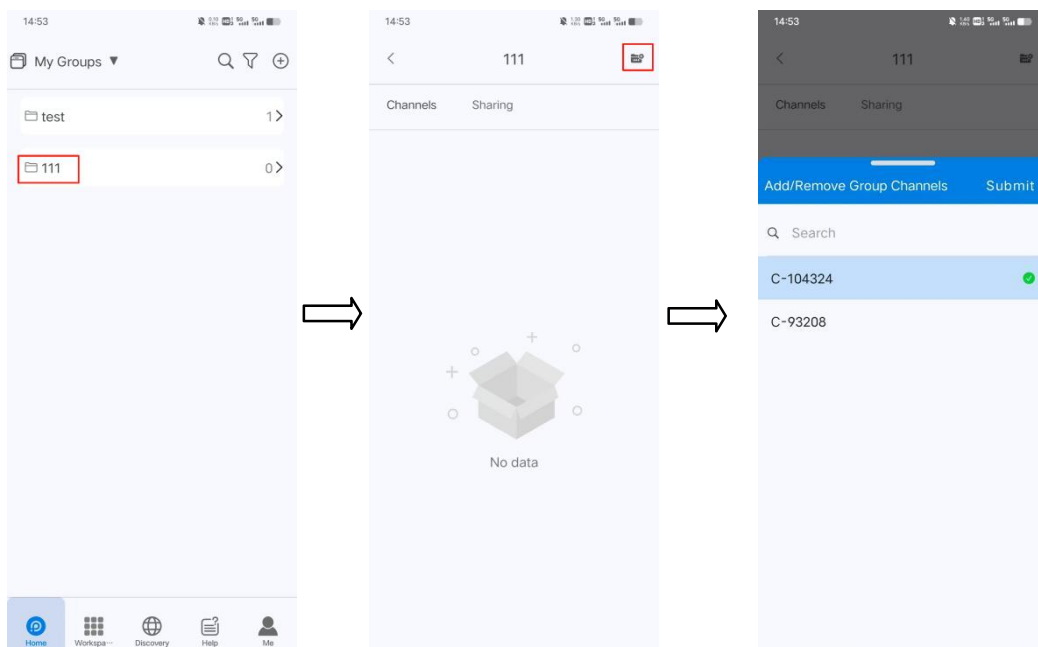 14:53
My Groups ▼
test 1
111 0
Home Workspa··· Discovery Help Me
14:53
111
Channels Sharing
No data
14:53
111
Channels Sharing
Add/Remove Group Channels Submit
Search
C-104324
C-93208